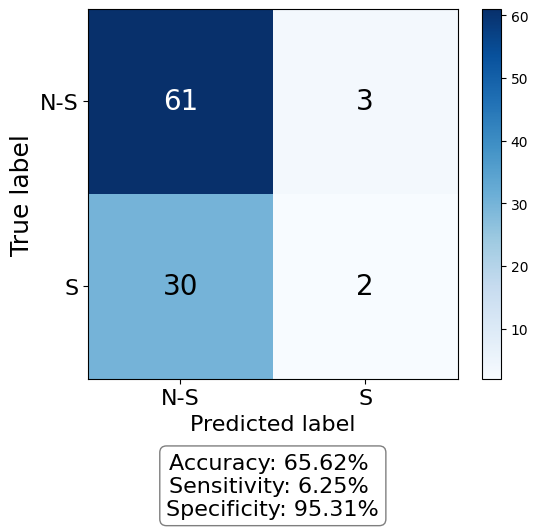 60
N-S
61
3
50
True label
40
30
S
30
2
20
10
N-S
S
Predicted label
Accuracy: 65.62%
Sensitivity: 6.25%
Specificity: 95.31%